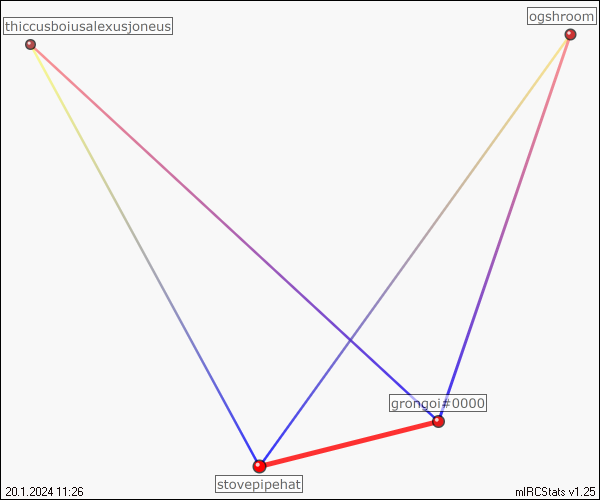 ogshroom
thiccusboiusalexusjoneus
grongoi#0000
stovepipehat
20.1.2024 11:26
mIRCStats v1.25